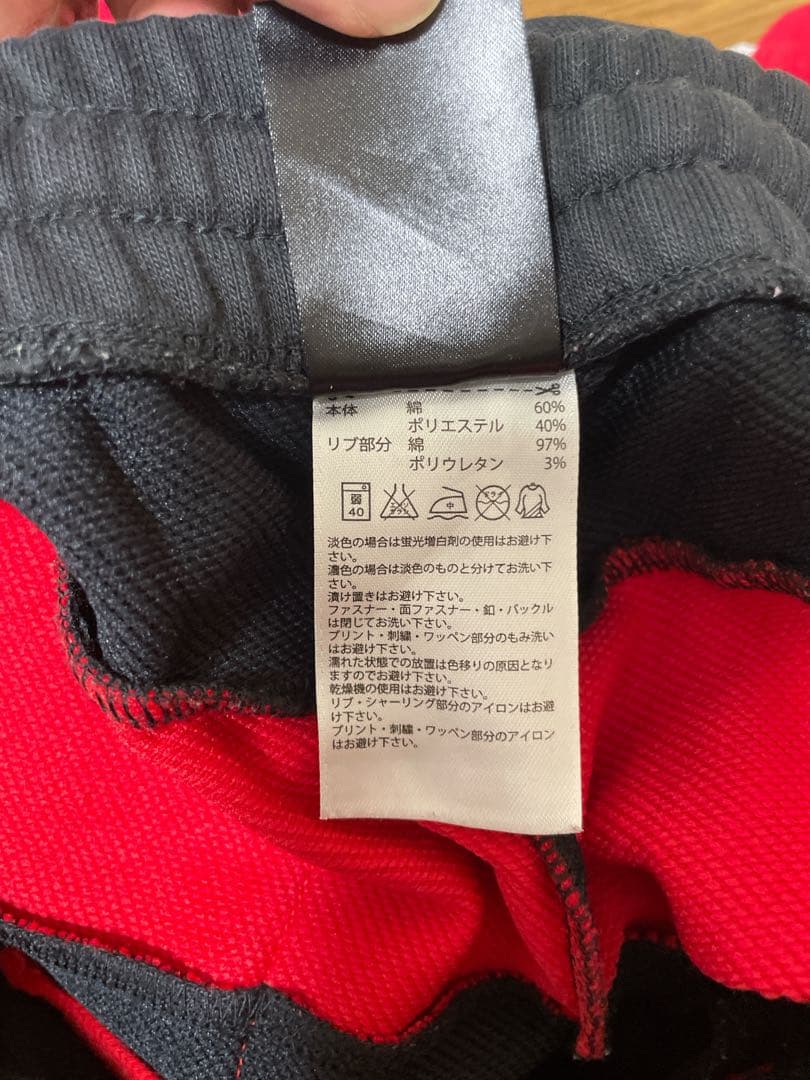 本体 綿 60%
ポリエステル 40%
リブ部分 綿 97%
ポリウレタン 3%
弱 40 エンソサラシ 中 ドライ
淡色の場合は蛍光増白剤の使用はお避け下
さい。
濃色の場合は淡色のものと分けてお洗い下
さい。
漬け置きはお避け下さい。
ファスナー・面ファスナー・釦・バックル
は閉じてお洗い下さい。
プリント・刺繍・ワッペン部分のもみ洗い
はお避け下さい。
濡れた状態での放置は色移りの原因となり
ますのでお避け下さい。
乾燥機の使用はお避け下さい。
リブ・シャーリング部分のアイロンはお避
け下さい。
プリント・刺繍・ワッペン部分のアイロン
はお避け下さい。